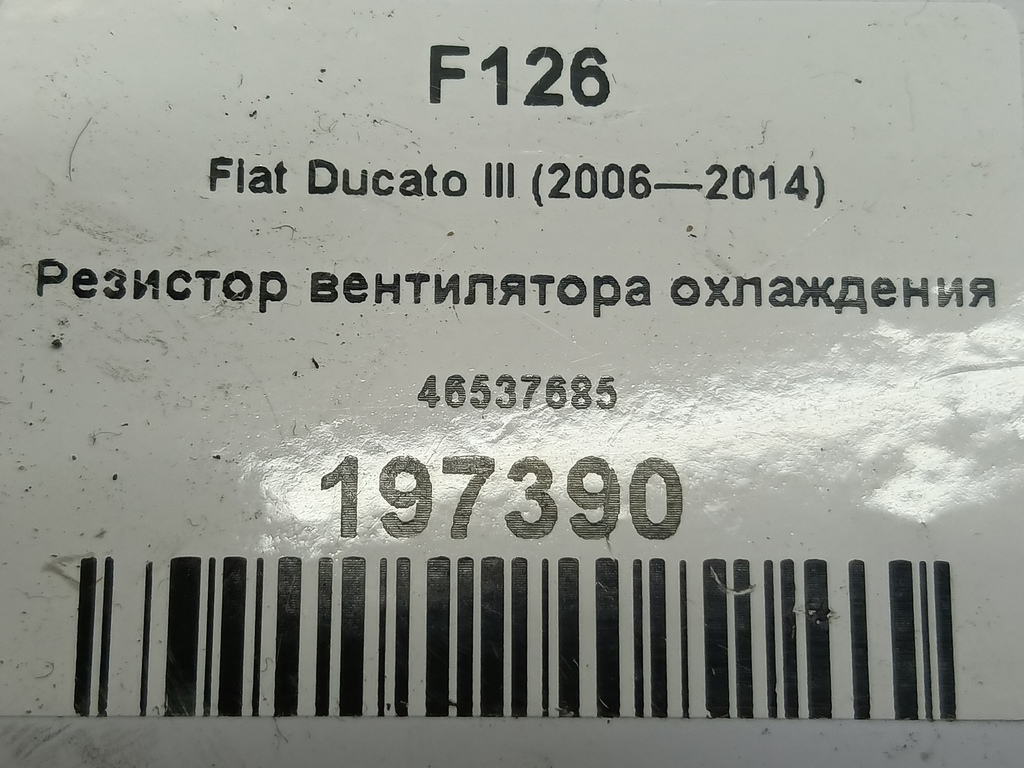 F126
Fiat Ducato III (2006—2014)
Резистор вентилятора охлаждения
46537685
197390